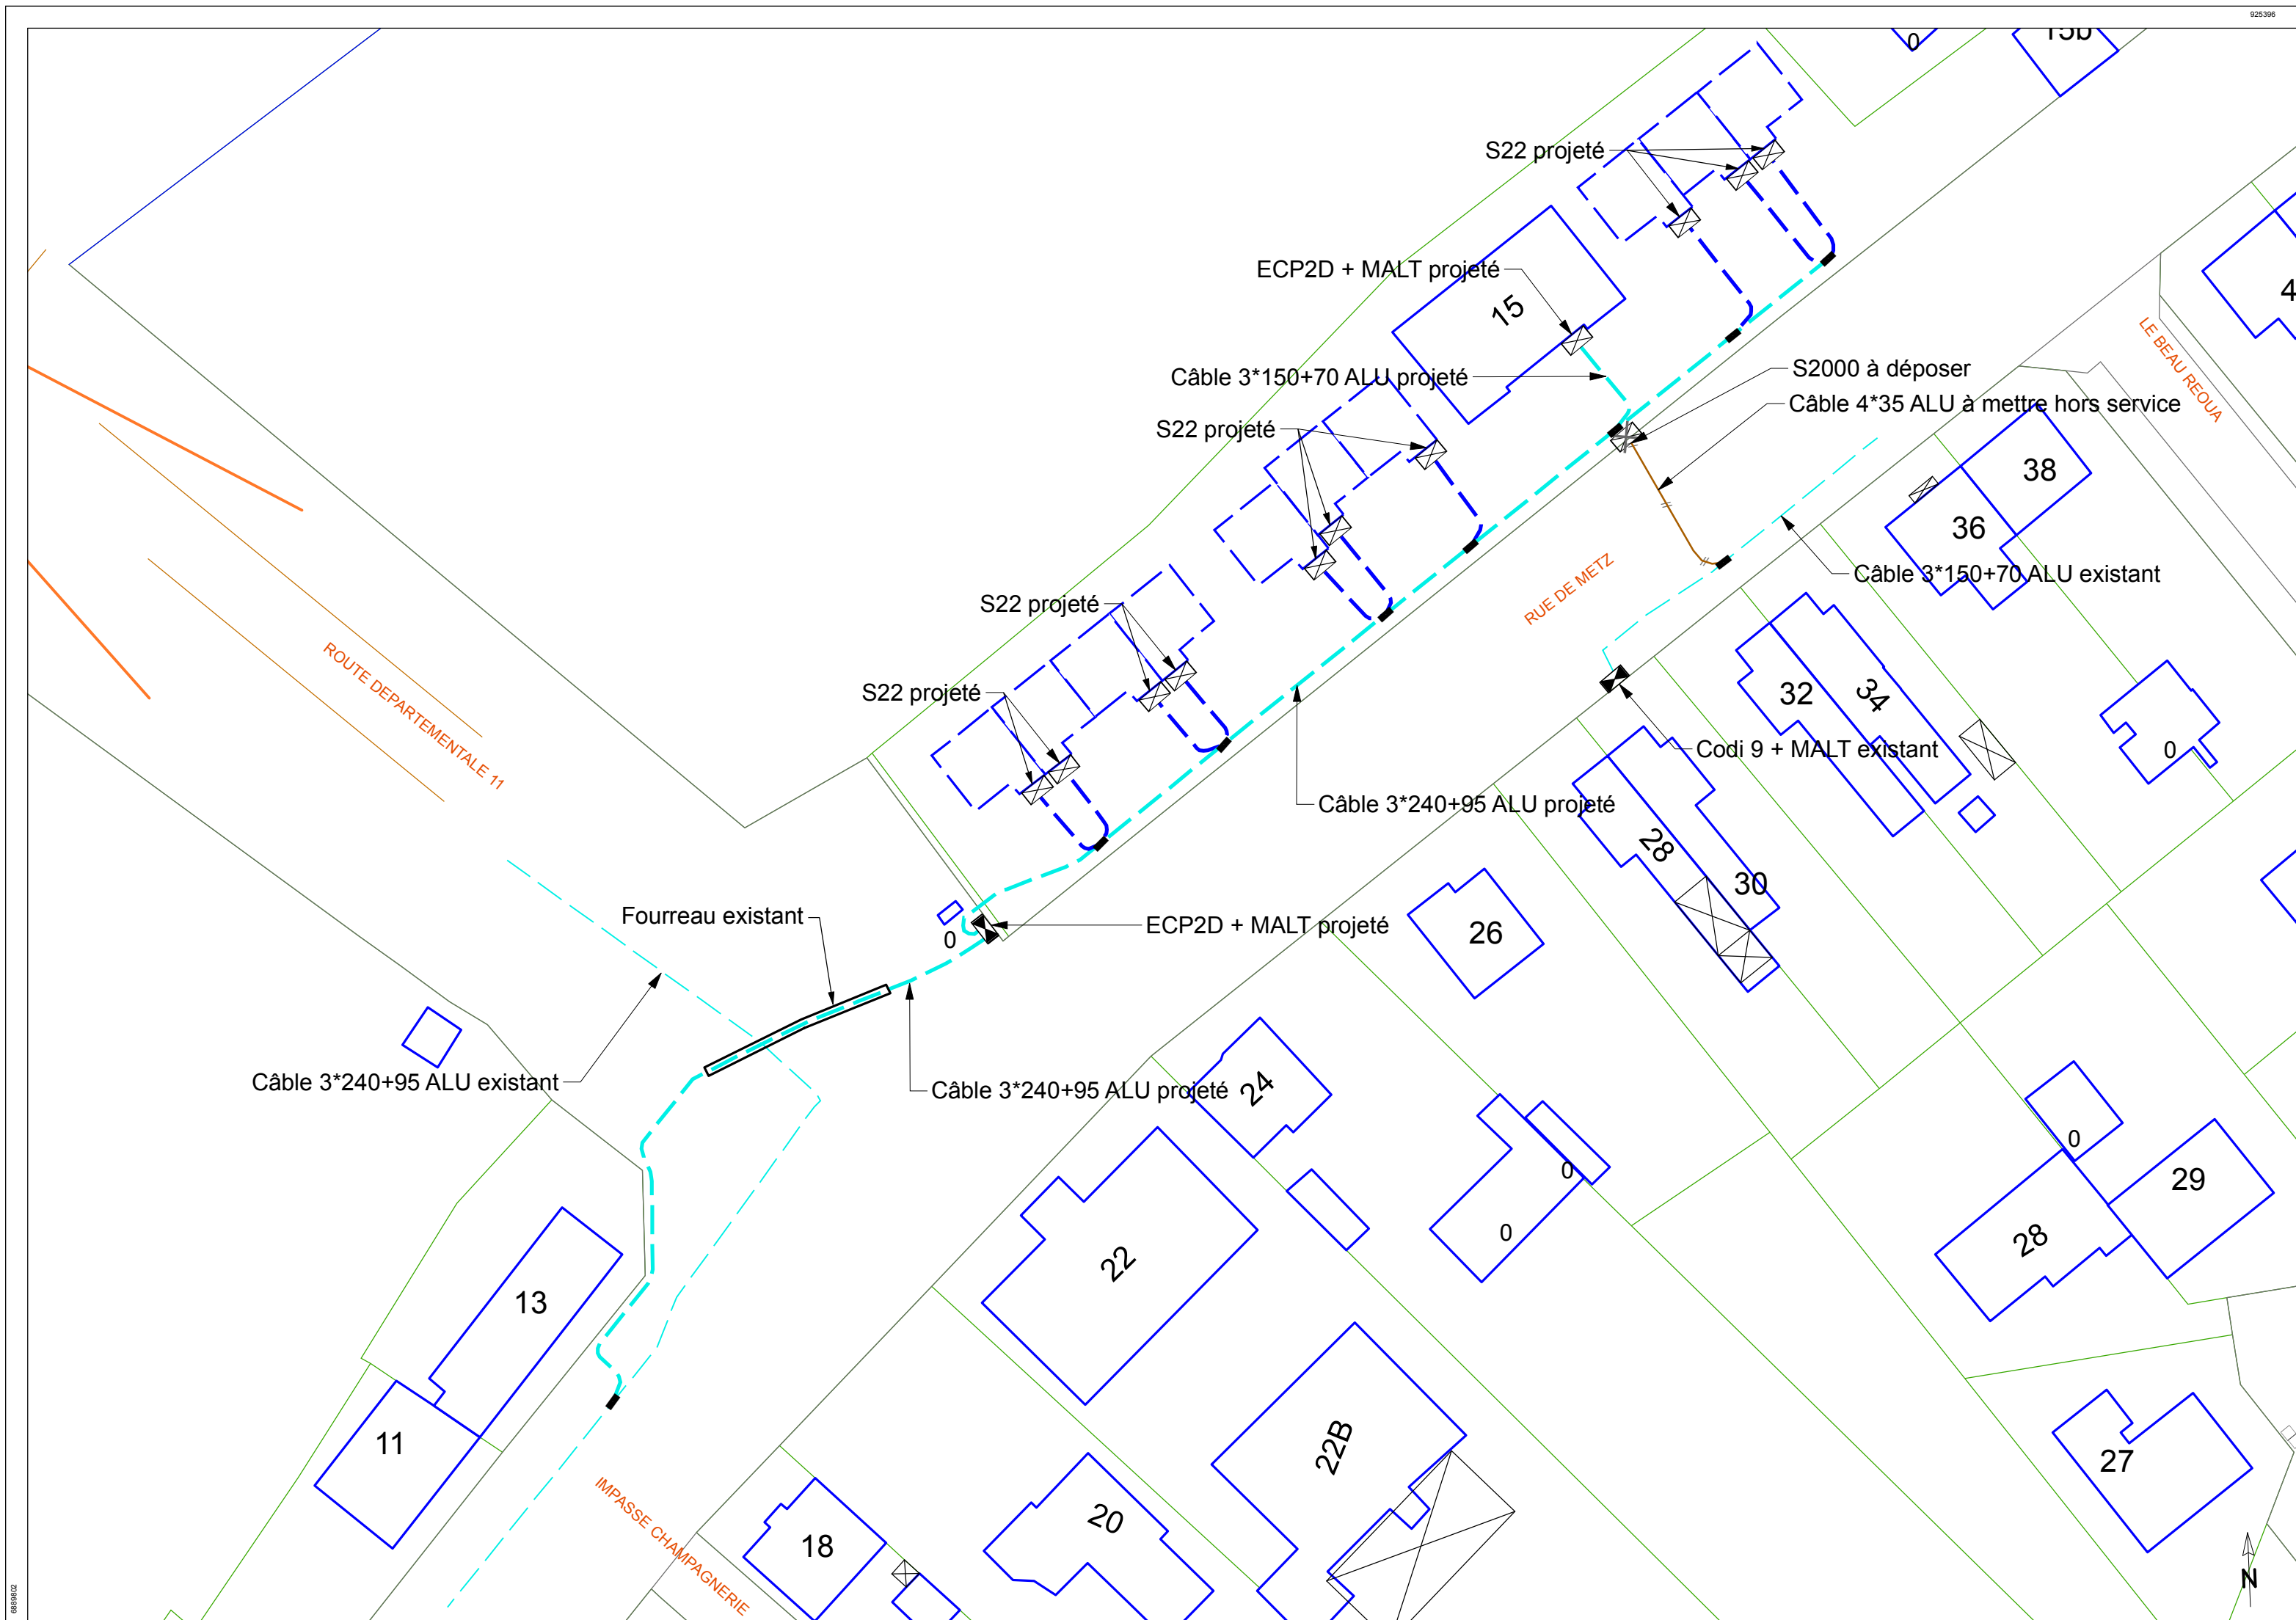 925396
15b
0
S22 projeté
ECP2D + MALT projeté
15
4
LE BEAU REQUA
Câble 3*150+70 ALU projeté
S2000 à déposer
Câble 4*35 ALU à mettre hors service
S22 projeté
38
36
Câble 3*150+70 ALU existant
RUE DE METZ
S22 projeté
ROUTE DEPARTEMENTALE 11
S22 projeté
32
34
Codi 9 + MALT existant
0
Câble 3*240+95 ALU projeté
28
30
Fourreau existant
ECP2D + MALT projeté
0
26
Câble 3*240+95 ALU existant
Câble 3*240+95 ALU projeté
24
0
0
0
29
28
22
13
11
22B
27
IMPASSE CHAMPAGNERIE
18
20
N
6889802